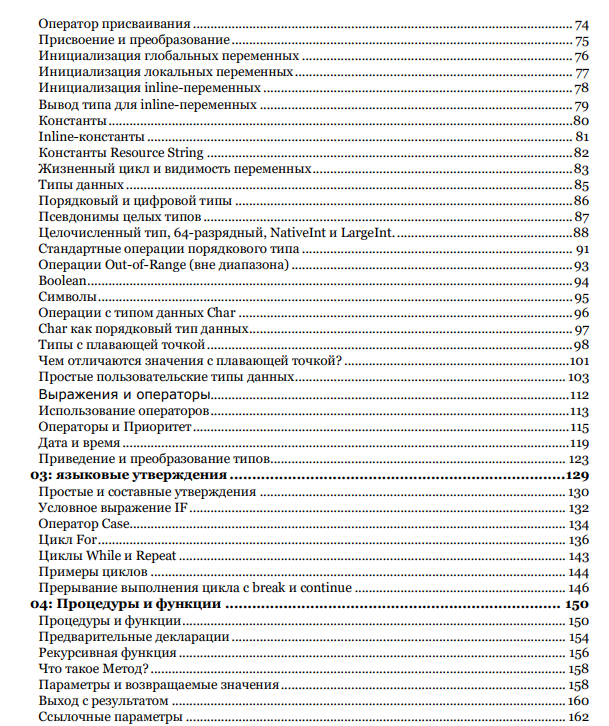 Оператор присваивания ........................................................ 74
Присвоение и преобразование ........................................................ 75
Инициализация глобальных переменных ........................................................ 76
Инициализация локальных переменных ........................................................ 77
Инициализация inline-переменных ........................................................ 78
Вывод типа для inline-переменных ........................................................ 79
Константы ........................................................ 80
Inline-константы ........................................................ 81
Константы Resource String ........................................................ 82
Жизненный цикл и видимость переменных ........................................................ 83
Типы данных ........................................................ 85
Порядковый и цифровой типы ........................................................ 86
Псевдонимы целых типов ........................................................ 87
Целочисленный тип, 64-разрядный, NativeInt и LargeInt. ........................................................ 88
Стандартные операции порядкового типа ........................................................ 91
Операции Out-of-Range (вне диапазона) ........................................................ 93
Boolean ........................................................ 94
Символы ........................................................ 95
Операции с типом данных Char ........................................................ 96
Char как порядковый тип данных ........................................................ 97
Типы с плавающей точкой ........................................................ 98
Чем отличаются значения с плавающей точкой? ........................................................ 101
Простые пользовательские типы данных ........................................................ 103
Выражения и операторы ........................................................ 112
Использование операторов ........................................................ 113
Операторы и Приоритет ........................................................ 115
Дата и время ........................................................ 119
Приведение и преобразование типов ........................................................ 123
03: языковые утверждения ........................................................ 129
Простые и составные утверждения ........................................................ 130
Условное выражение IF ........................................................ 132
Оператор Case ........................................................ 134
Цикл For ........................................................ 136
Циклы While и Repeat ........................................................ 143
Примеры циклов ........................................................ 144
Прерывание выполнения цикла с break и continue ........................................................ 146
04: Процедуры и функции ........................................................ 150
Процедуры и функции ........................................................ 150
Предварительные декларации ........................................................ 154
Рекурсивная функция ........................................................ 156
Что такое Метод? ........................................................ 158
Параметры и возвращаемые значения ........................................................ 158
Выход с результатом ........................................................ 160
Ссылочные параметры ........................................................ 162